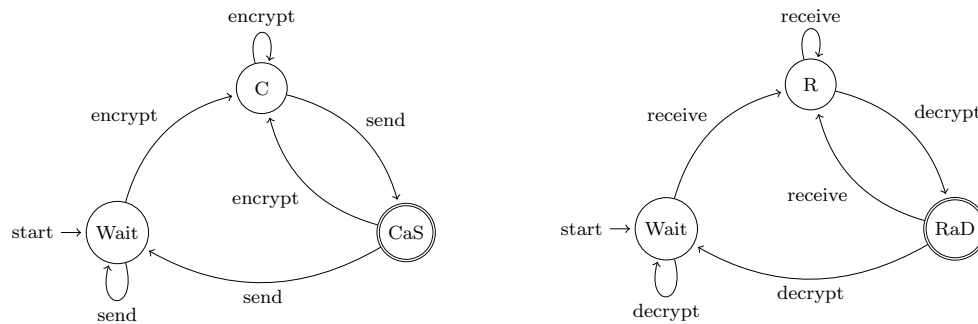 encrypt
C
encrypt
send
encrypt
start
Wait
CaS
send
send
receive
R
receive
decrypt
receive
start
Wait
RaD
decrypt
decrypt